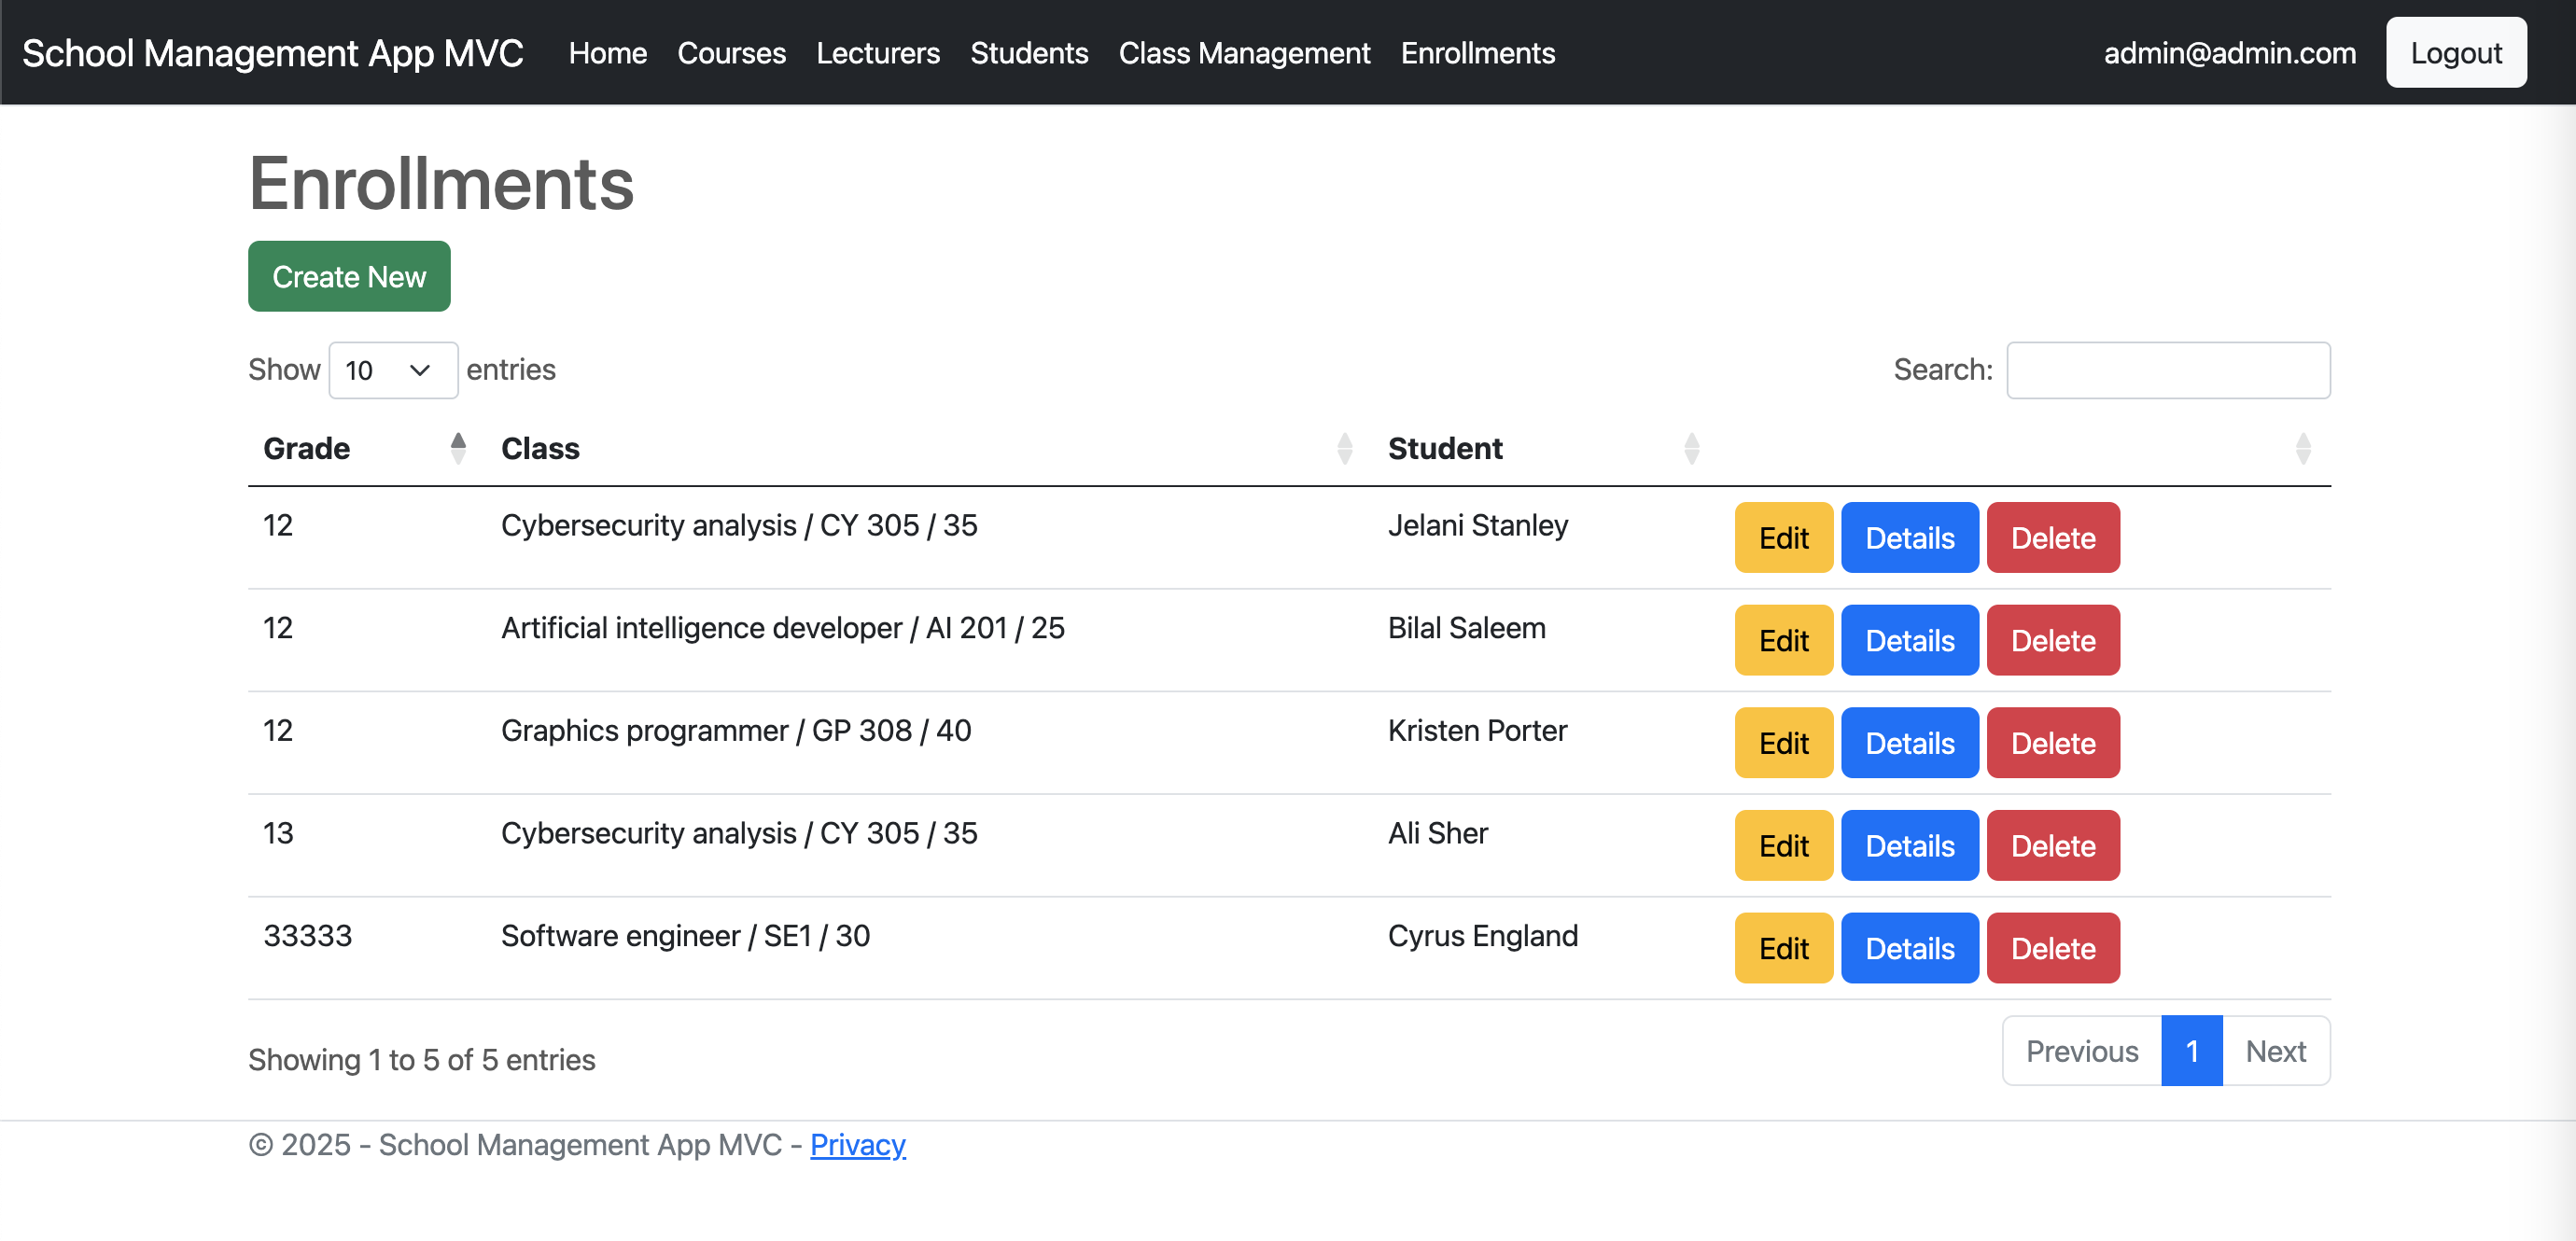 School Management App MVC Home Courses Lecturers Students Class Management Enrollments admin@admin.com Logout
Enrollments
Create New
Show 10 entries Search:
Grade Class Student
12 Cybersecurity analysis / CY 305 / 35 Jelani Stanley Edit Details Delete
12 Artificial intelligence developer / AI 201 / 25 Bilal Saleem Edit Details Delete
12 Graphics programmer / GP 308 / 40 Kristen Porter Edit Details Delete
13 Cybersecurity analysis / CY 305 / 35 Ali Sher Edit Details Delete
33333 Software engineer / SE1 / 30 Cyrus England Edit Details Delete
Showing 1 to 5 of 5 entries Previous 1 Next
© 2025 - School Management App MVC - Privacy